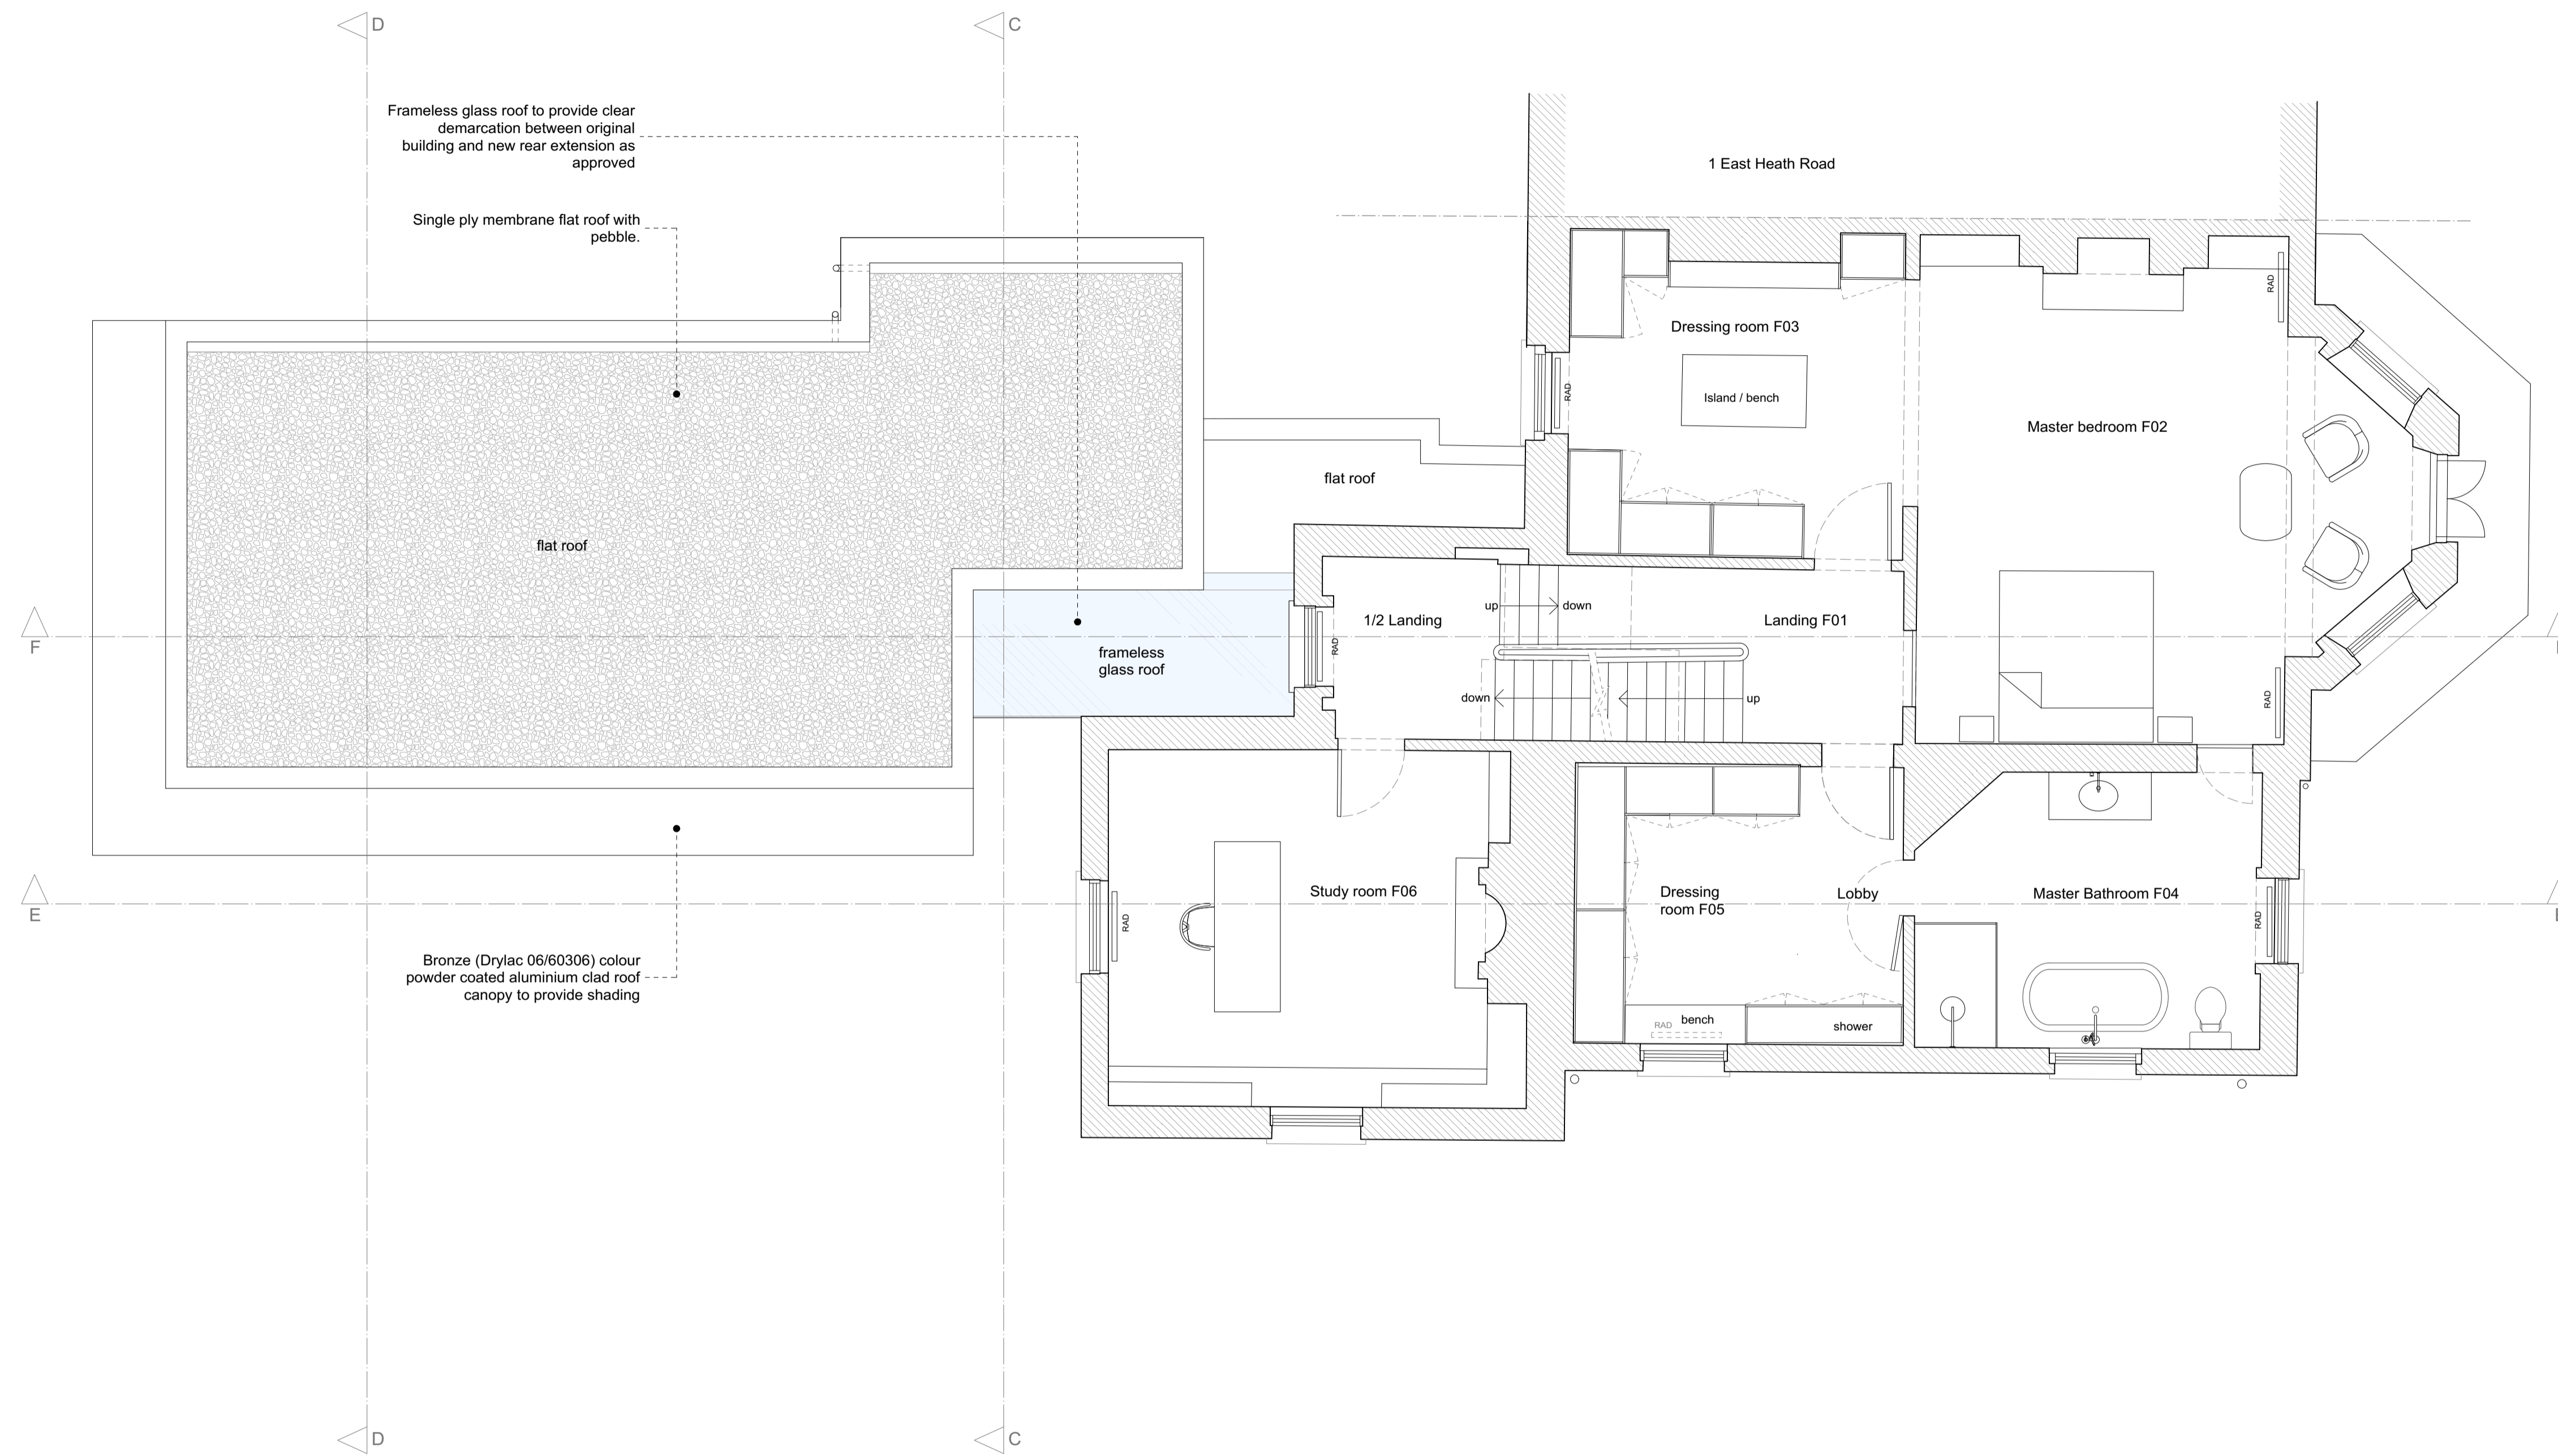 D
C
Frameless glass roof to provide clear
demarcation between original
building and new rear extension as
approved
Single ply membrane flat roof with
pebble.
1 East Heath Road
RAD
Dressing room F03
RAD
Island / bench
Master bedroom F02
flat roof
flat roof
up
down
1/2 Landing
Landing F01
F
RAD
frameless
glass roof
down
up
RAD
Study room F06
Dressing
room F05
Lobby
Master Bathroom F04
E
RAD
RAD
Bronze (Drylac 06/60306) colour
powder coated aluminium clad roof
canopy to provide shading
RAD
bench
shower
D
C